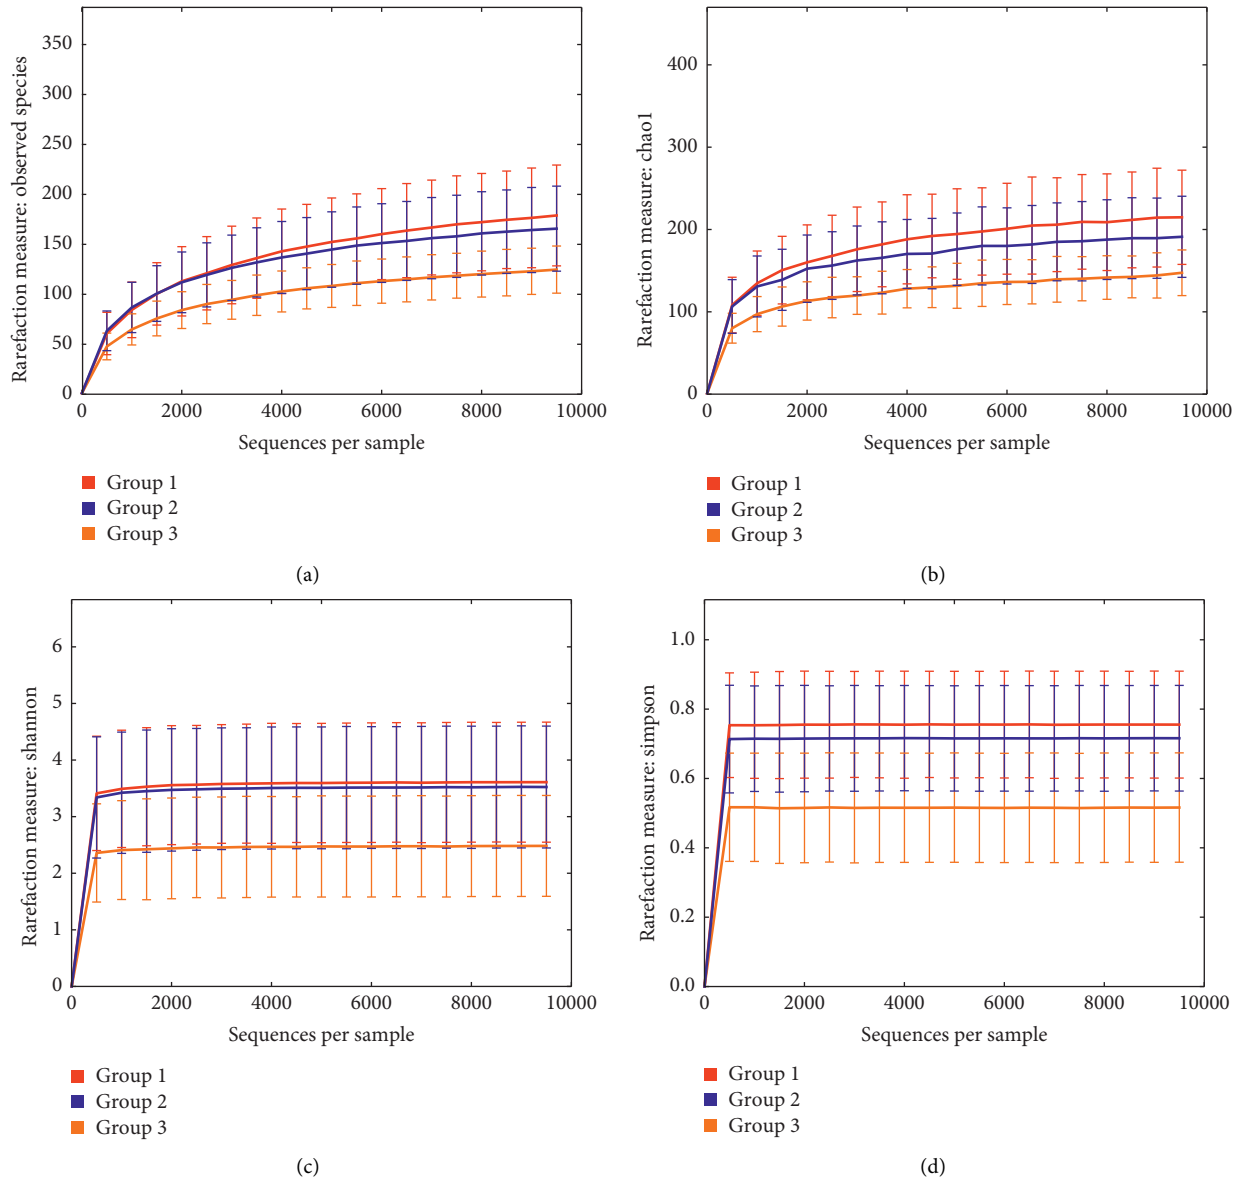 Rarefaction measure: observed species
350
300
250
200
150
100
50
0
0 2000 4000 6000 8000 10000
Sequences per sample
Group 1
Group 2
Group 3
(a)
Rarefaction measure: chao1
400
300
200
100
0
0 2000 4000 6000 8000 10000
Sequences per sample
Group 1
Group 2
Group 3
(b)
Rarefaction measure: shannon
6
5
4
3
2
1
0
0 2000 4000 6000 8000 10000
Sequences per sample
Group 1
Group 2
Group 3
(c)
Rarefaction measure: simpson
1.0
0.8
0.6
0.4
0.2
0.0
0 2000 4000 6000 8000 10000
Sequences per sample
Group 1
Group 2
Group 3
(d)